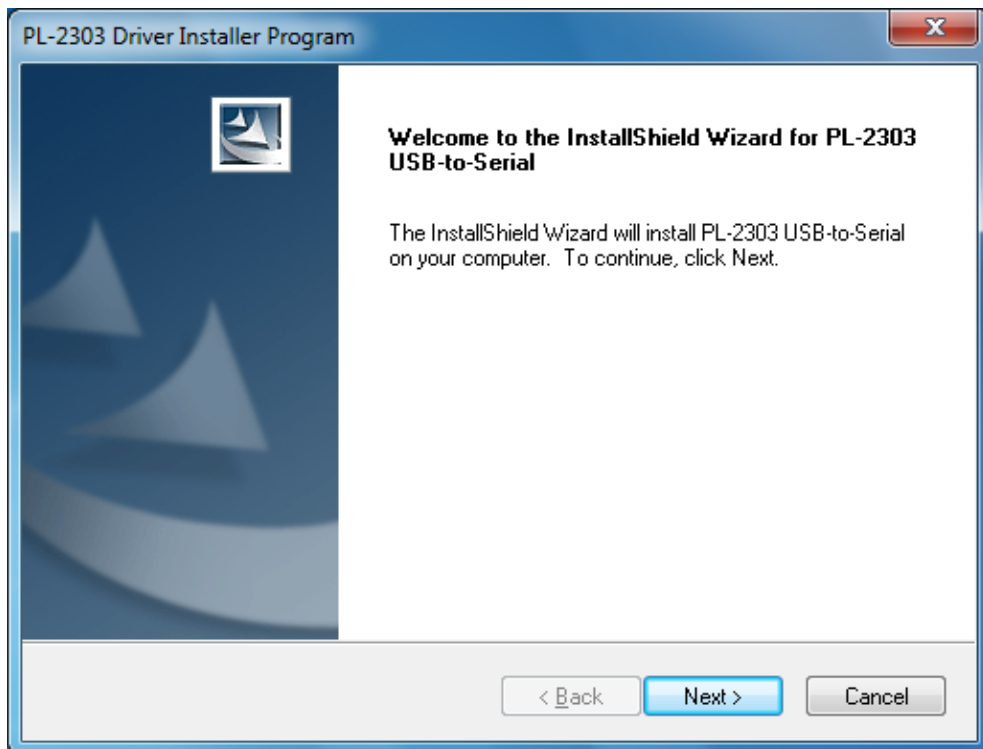 PL-2303 Driver Installer Program
Welcome to the InstallShield Wizard for PL-2303
USB-to-Serial
The InstallShield Wizard will install PL-2303 USB-to-Serial
on your computer.  To continue, click Next.
< Back
Next >
Cancel